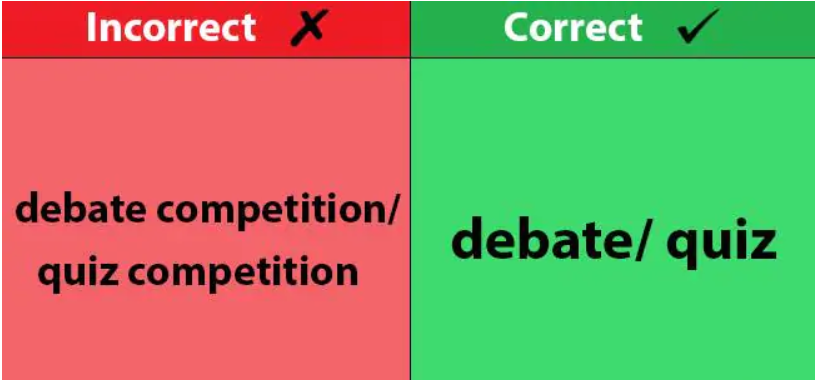 Incorrect ✗
Correct ✓
debate competition/
quiz competition
debate/ quiz